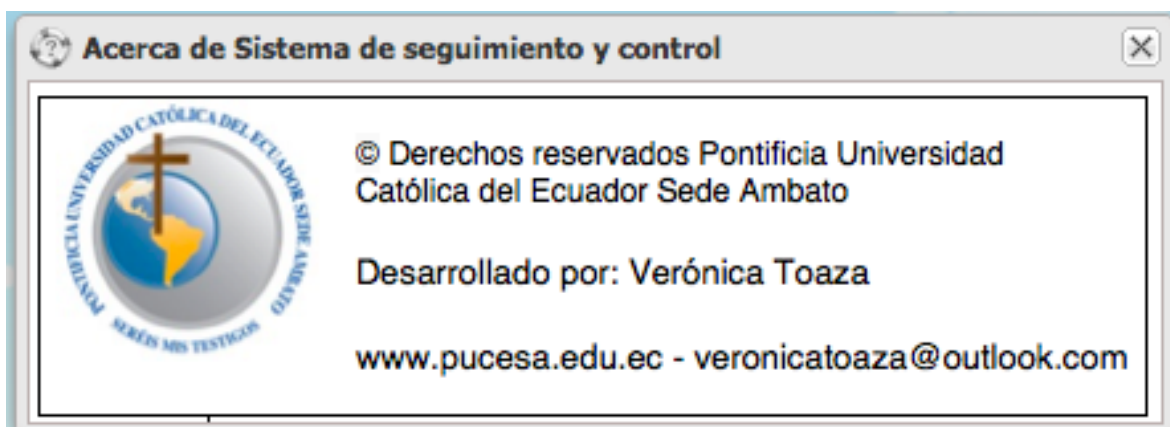 Acerca de Sistema de seguimiento y control
PONTIFICIA UNIVERSIDAD CATÓLICA DEL ECUADOR SEDE AMBATO
SERÉIS MIS TESTIGOS
© Derechos reservados Pontificia Universidad
Católica del Ecuador Sede Ambato
Desarrollado por: Verónica Toaza
www.pucesa.edu.ec - veronicatoaza@outlook.com